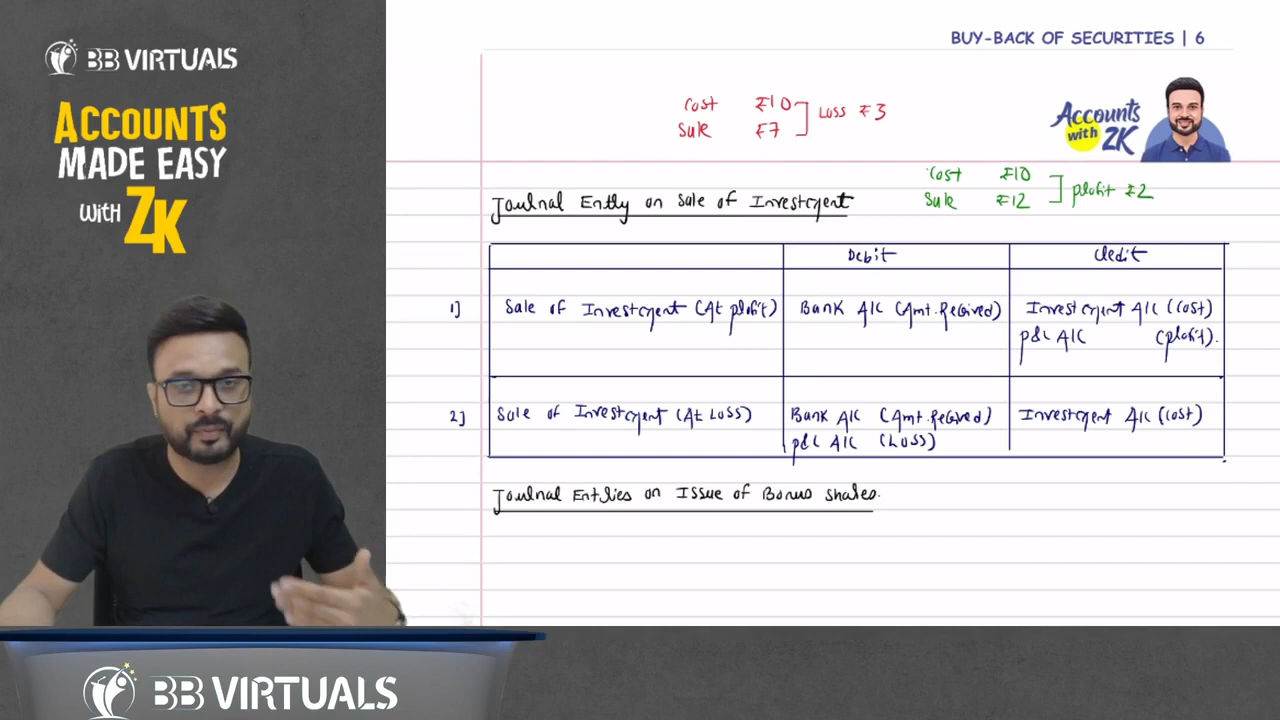 BB VIRTUALS
ACCOUNTS
MADE EASY
WITH ZK
BUY-BACK OF SECURITIES | 6
Accounts
with ZK
Cost ₹10
Sale ₹7
Loss ₹3
Cost ₹10
Sale ₹12
profit ₹2
Journal Entry on Sale of Investment
Debit Credit
1] Sale of Investment (At profit) Bank A/C (Amt. Received) Investment A/C (Cost)
P&L A/C (profit).
2] Sale of Investment (At Loss) Bank A/C (Amt. Received) Investment A/C (Cost)
P&L A/C (Loss)
Journal Entries on Issue of Bonus Shares.
BB VIRTUALS